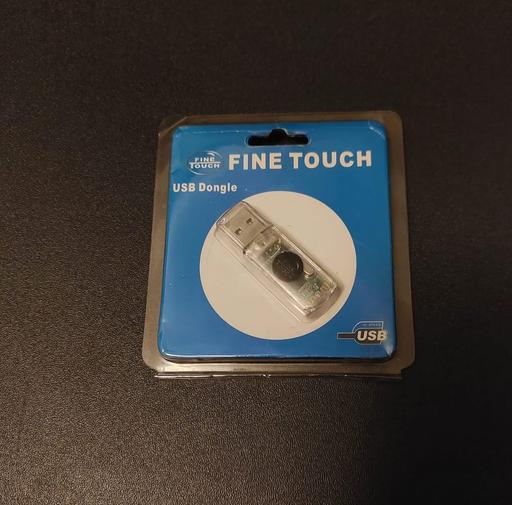 FINE
TOUCH
FINE TOUCH
USB Dongle
USB